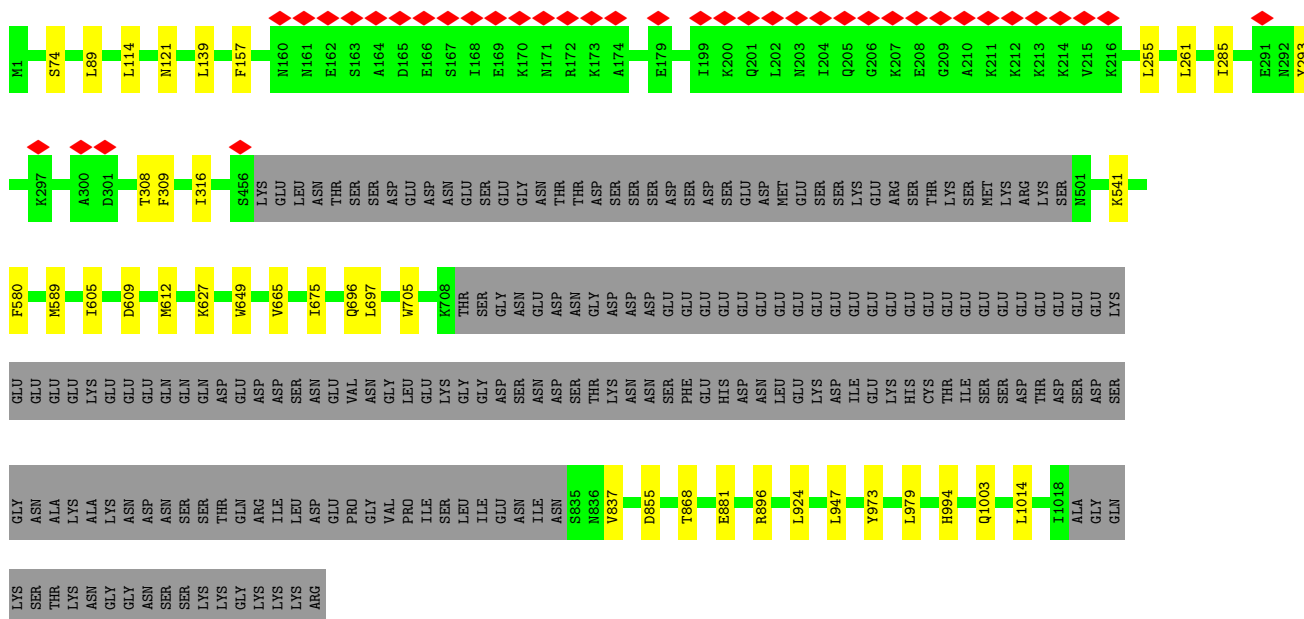 M1 S74 L89 L114 N121 L139 F157 N160 N161 E162 S163 A164 D165 E166 S167 I168 E169 K170 N171 R172 K173 A174 E179 I199 K200 Q201 L202 N203 I204 Q205 G206 K207 E208 G209 A210 K211 K212 K213 K214 V215 K216 L255 L261 I285 E291 N292 Y293
K297 A300 D301 T308 F309 I316 S456 LYS GLU LEU ASN THR SER SER ASP GLU ASP ASN GLU SER GLU GLY ASN THR THR ASP SER SER SER ASP SER ALA SER GLU ASP MET GLU SER SER LYS GLU ARG SER THR LYS SER MET LYS ARG LYS SER N501 K541
F580 M589 I605 D609 M612 K627 W649 V665 I675 Q696 L697 W705 K708 THR SER GLY ASN GLU ASP ASN GLY ASP ASP ASP GLU GLU GLU GLU GLU GLU GLU GLU GLU GLU GLU GLU GLU GLU GLU GLU GLU GLU GLU GLU LYS
GLU GLU GLU GLU LYS GLU GLU GLU GLN GLN GLN ASP GLU ASP ASP SER ASN GLU VAL ASN GLY LEU GLU LYS GLY GLY ASP SER ASN ASP SER THR LYS ASN ASN SER PHE GLU HIS ASP ASN LEU GLU LYS ASP ILE GLU LYS HIS CYS THR ILE SER SER ASP THR ASP SER ASP SER
GLY ASN ALA LYS ALA LYS ASN ASP ASN SER SER THR GLN ARG ILE LEU ASP GLU PRO GLY VAL PRO ILE SER LEU ILE GLU ASN ILE ASN S835 N836 V837 D855 T868 E881 R896 L924 L947 Y973 L979 H994 Q1003 L1014 I1018 ALA GLY GLN
LYS SER THR LYS ASN GLY GLY ASN SER SER LYS LYS GLY LYS LYS LYS ARG